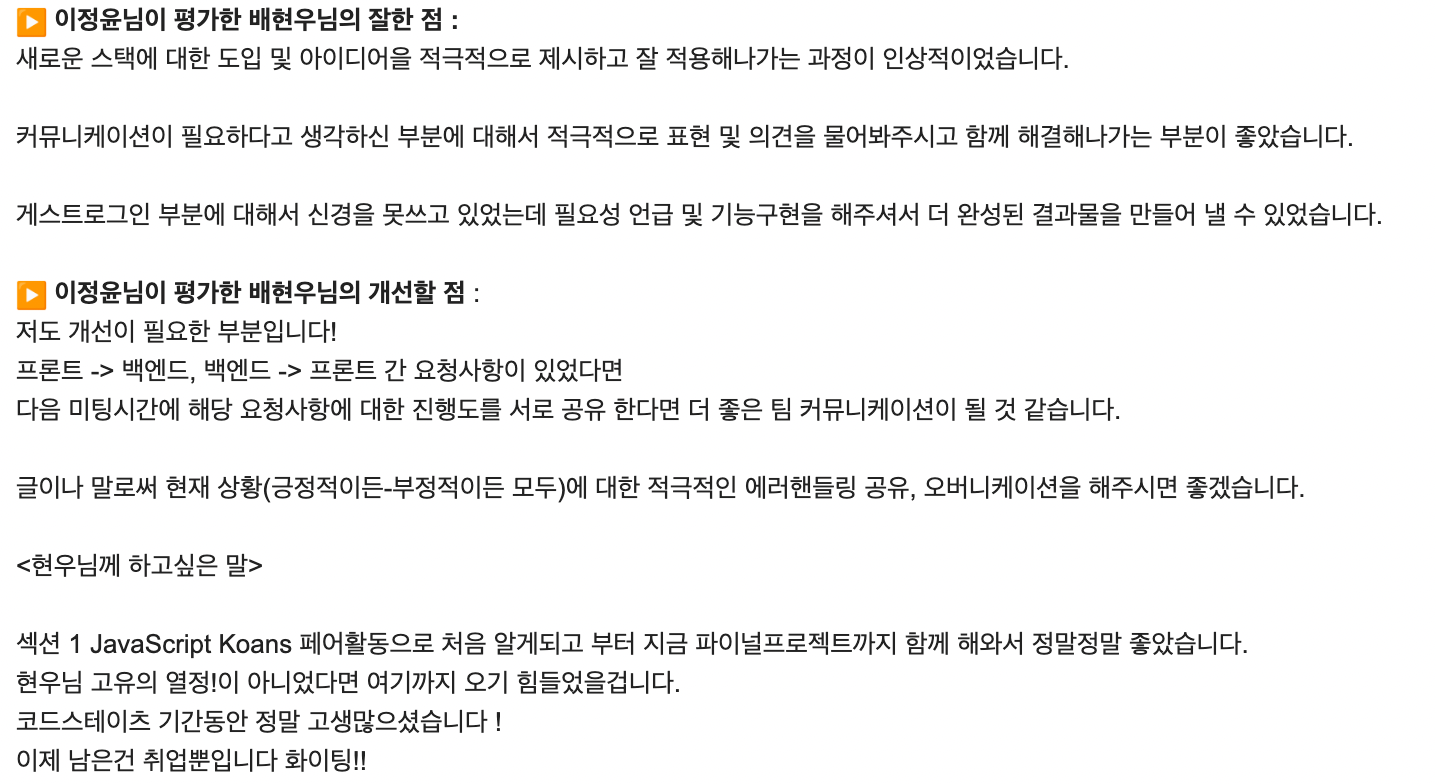 ▶️ 이정윤님이 평가한 배현우님의 잘한 점 :
새로운 스택에 대한 도입 및 아이디어을 적극적으로 제시하고 잘 적용해나가는 과정이 인상적이었습니다.
커뮤니케이션이 필요하다고 생각하신 부분에 대해서 적극적으로 표현 및 의견을 물어봐주시고 함께 해결해나가는 부분이 좋았습니다.
게스트로그인 부분에 대해서 신경을 못쓰고 있었는데 필요성 언급 및 기능구현을 해주셔서 더 완성된 결과물을 만들어 낼 수 있었습니다.
▶️ 이정윤님이 평가한 배현우님의 개선할 점 :
저도 개선이 필요한 부분입니다!
프론트 -> 백엔드, 백엔드 -> 프론트 간 요청사항이 있었다면
다음 미팅시간에 해당 요청사항에 대한 진행도를 서로 공유 한다면 더 좋은 팀 커뮤니케이션이 될 것 같습니다.
글이나 말로써 현재 상황(긍정적이든-부정적이든 모두)에 대한 적극적인 에러핸들링 공유, 오버니케이션을 해주시면 좋겠습니다.
<현우님께 하고싶은 말>
섹션 1 JavaScript Koans 페어활동으로 처음 알게되고 부터 지금 파이널프로젝트까지 함께 해와서 정말정말 좋았습니다.
현우님 고유의 열정!이 아니었다면 여기까지 오기 힘들었을겁니다.
코드스테이츠 기간동안 정말 고생많으셨습니다 !
이제 남은건 취업뿐입니다 화이팅!!